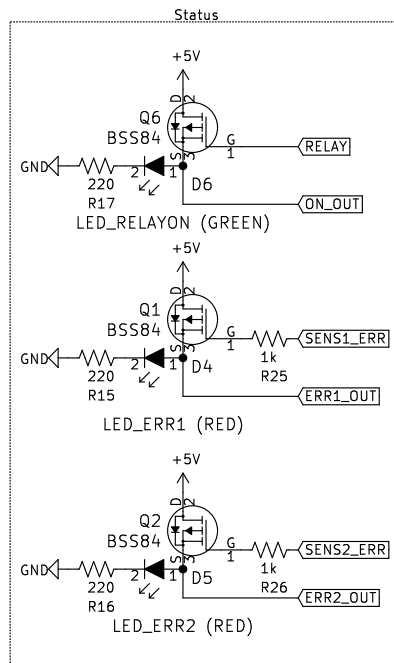 Status
+5V
D
2
Q6
BSS84
G
1
RELAY
S
3
GND
220
R17
2
1
D6
ON_OUT
LED_RELAYON (GREEN)
+5V
D
2
Q1
BSS84
G
1
1k
R25
SENS1_ERR
S
3
GND
220
R15
2
1
D4
ERR1_OUT
LED_ERR1 (RED)
+5V
D
2
Q2
BSS84
G
1
1k
R26
SENS2_ERR
S
3
GND
220
R16
2
1
D5
ERR2_OUT
LED_ERR2 (RED)